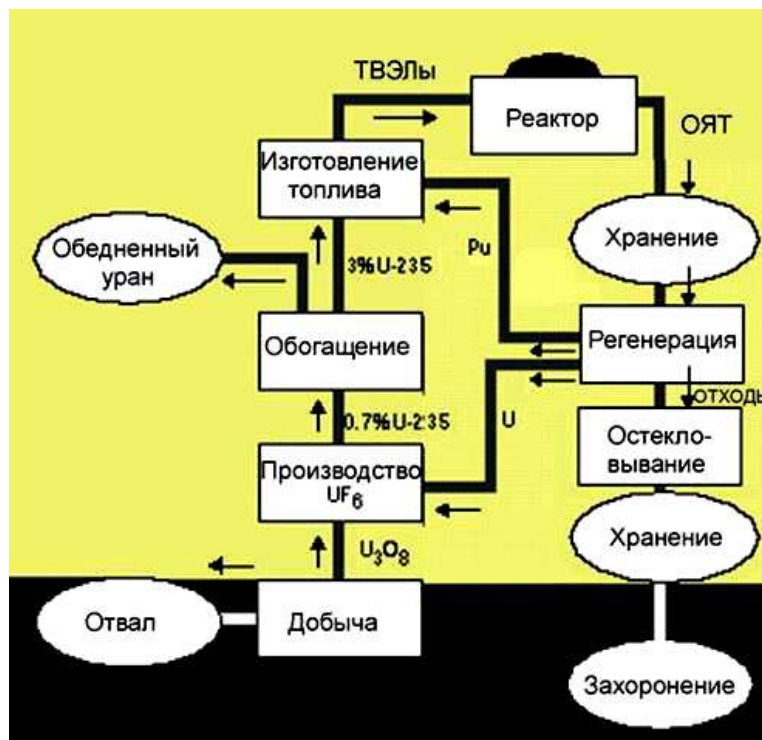 ТВЭЛы
Реактор
ОЯТ
Изготовление
топлива
Хранение
Обедненный
уран
Pu
3%U-235
Обогащение
Регенерация
0.7%U-235
U
отходы
Остекло-
вывание
Производство
UF6
Хранение
U3O8
Отвал
Добыча
Захоронение